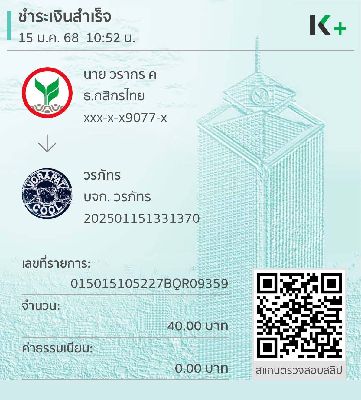 ชำระเงินสำเร็จ
15 ม.ค. 68 10:52 น.
K+
นาย วรากร ค
ธ.กสิกรไทย
xxx-x-x9077-x
VORAPAT
COOL
วรภัทร
บจก. วรภัทร
202501151331370
เลขที่รายการ:
015015105227BQR09359
จำนวน:
40.00 บาท
ค่าธรรมเนียม:
0.00 บาท
สแกนตรวจสอบสลิป